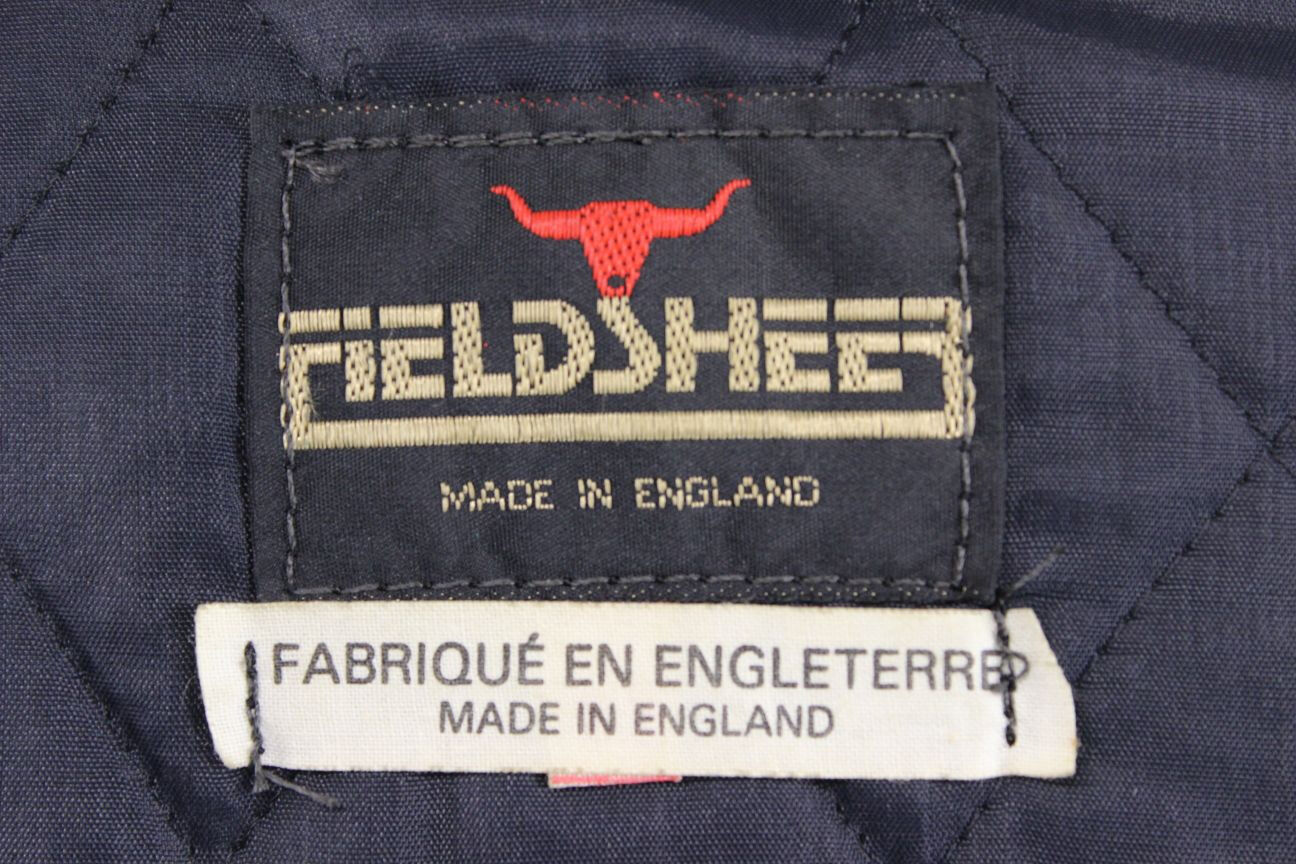 FIELDSHEER
MADE IN ENGLAND
FABRIQUÉ EN ENGLETERRE
MADE IN ENGLAND